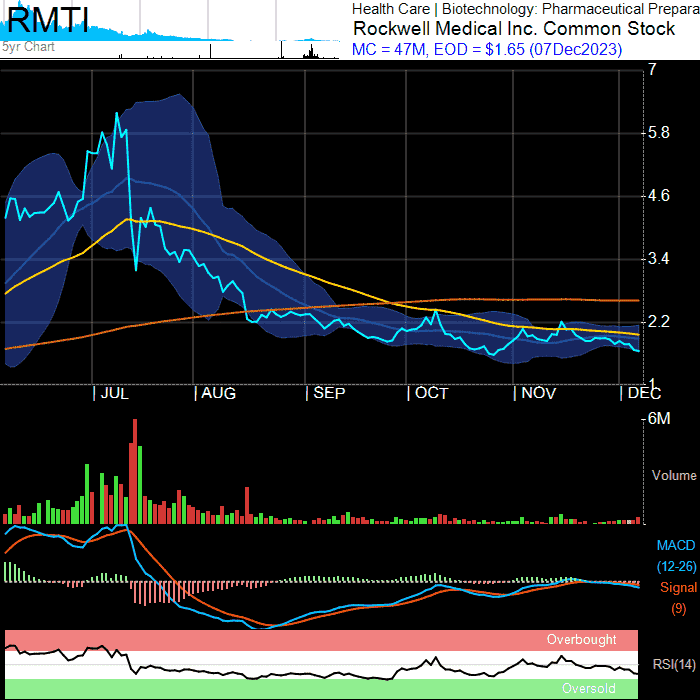 RMTI
5yr Chart
Health Care | Biotechnology: Pharmaceutical Prepara
Rockwell Medical Inc. Common Stock
MC = 47M, EOD = $1.65 (07Dec2023)
7
5.8
4.6
3.4
2.2
1
JUL
AUG
SEP
OCT
NOV
DEC
6M
Volume
MACD
(12-26)
Signal
(9)
Overbought
RSI(14)
Oversold